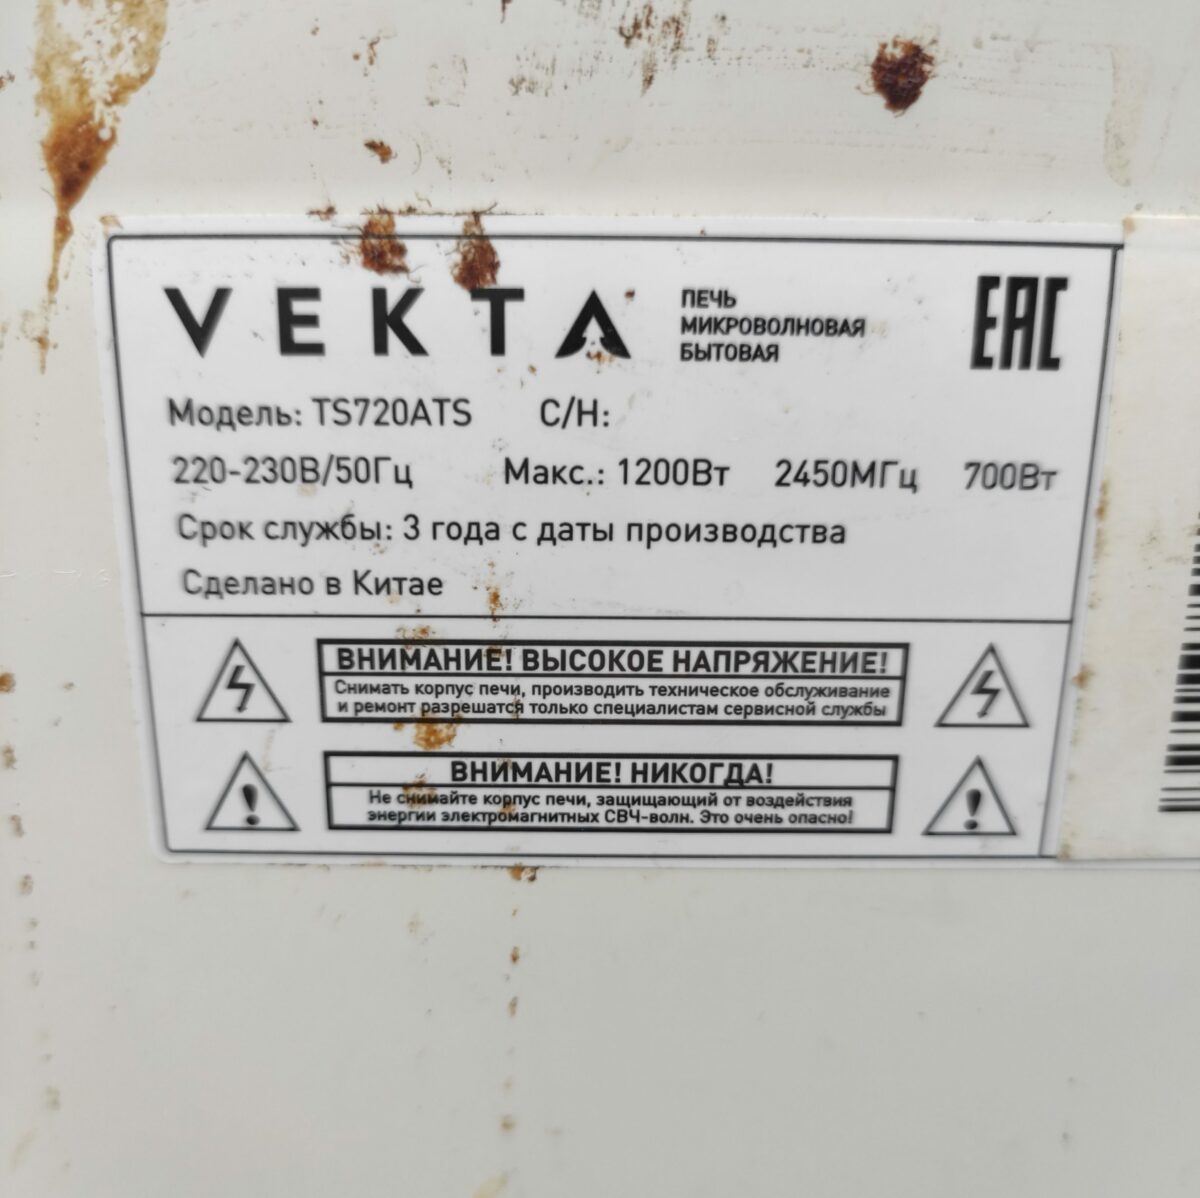 VEKTA
ПЕЧЬ
МИКРОВОЛНОВАЯ
БЫТОВАЯ
EAC
Модель: TS720ATS С/Н:
220-230В/50Гц Макс.: 1200Вт 2450МГц 700Вт
Срок службы: 3 года с даты производства
Сделано в Китае
ВНИМАНИЕ! ВЫСОКОЕ НАПРЯЖЕНИЕ!
Снимать корпус печи, производить техническое обслуживание
и ремонт разрешатся только специалистам сервисной службы
ВНИМАНИЕ! НИКОГДА!
Не снимайте корпус печи, защищающий от воздействия
энергии электромагнитных СВЧ-волн. Это очень опасно!